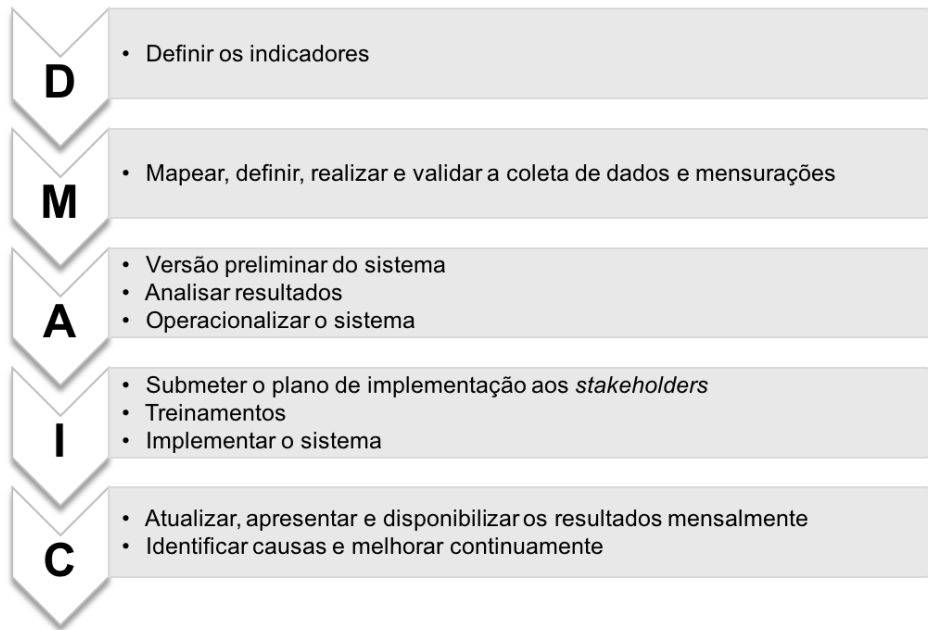 D
• Definir os indicadores
M
• Mapear, definir, realizar e validar a coleta de dados e mensurações
A
• Versão preliminar do sistema
• Analisar resultados
• Operacionalizar o sistema
I
• Submeter o plano de implementação aos stakeholders
• Treinamentos
• Implementar o sistema
C
• Atualizar, apresentar e disponibilizar os resultados mensalmente
• Identificar causas e melhorar continuamente